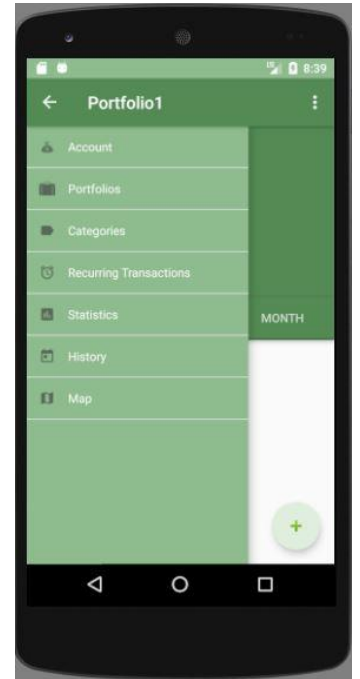 8:39
Portfolio1
Account
Portfolios
Categories
Recurring Transactions
Statistics
MONTH
History
Map
+